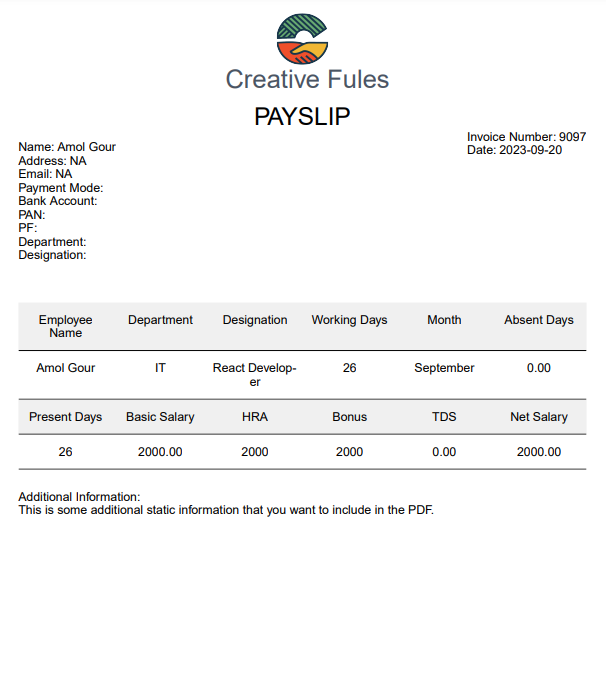 Creative Fules
PAYSLIP
Invoice Number: 9097
Date: 2023-09-20
Name: Amol Gour
Address: NA
Email: NA
Payment Mode:
Bank Account:
PAN:
PF:
Department:
Designation:
Employee Name Department Designation Working Days Month Absent Days
Amol Gour IT React Develop-er 26 September 0.00
Present Days Basic Salary HRA Bonus TDS Net Salary
26 2000.00 2000 2000 0.00 2000.00
Additional Information:
This is some additional static information that you want to include in the PDF.